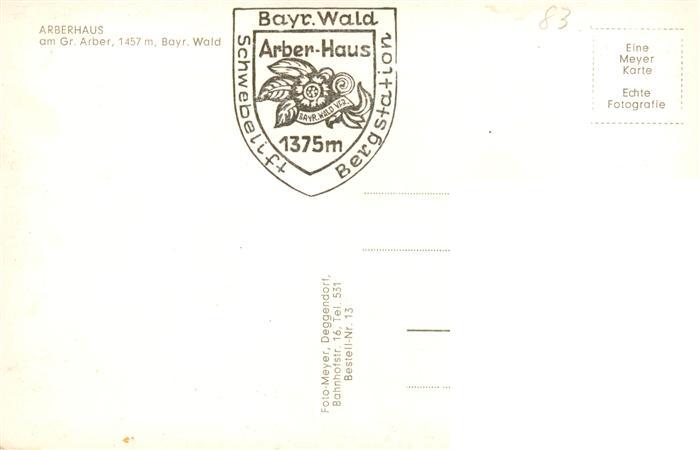 ARBERHAUS
am Gr. Arber, 1457 m, Bayr. Wald
Bayr. Wald
Schwebelift
Bergstation
Arber-Haus
BAYR. WALD VER.
1375m
83
Eine
Meyer
Karte
Echte
Fotografie
Foto-Meyer, Deggendorf,
Bahnhofstr. 16, Tel. 531
Bestell-Nr. 13